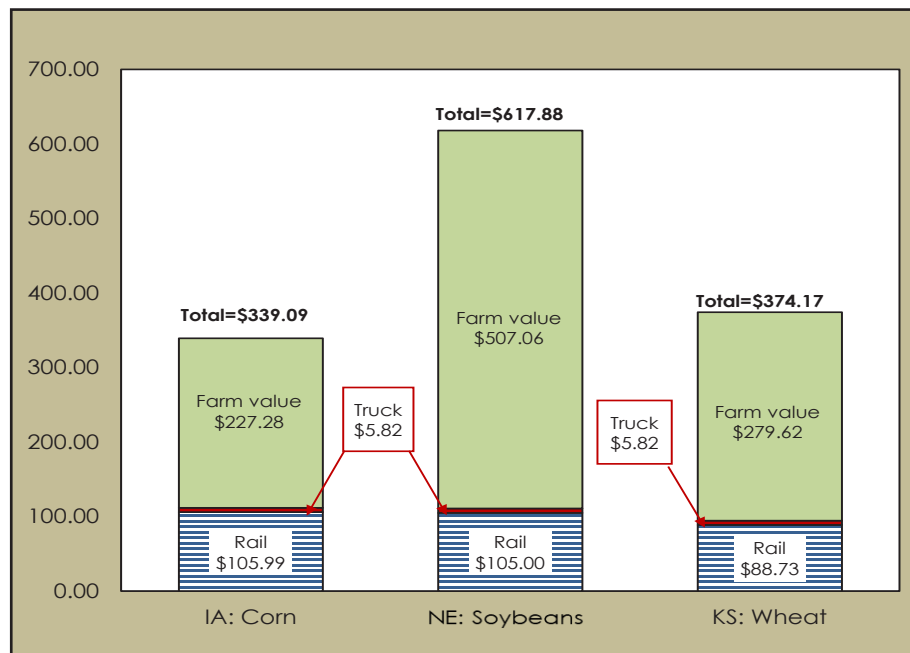 700.00
600.00
500.00
400.00
300.00
200.00
100.00
0.00
Total=$339.09
Farm value
$227.28
Rail
$105.99
Truck
$5.82
Total=$617.88
Farm value
$507.06
Rail
$105.00
Truck
$5.82
Total=$374.17
Farm value
$279.62
Rail
$88.73
IA: Corn
NE: Soybeans
KS: Wheat